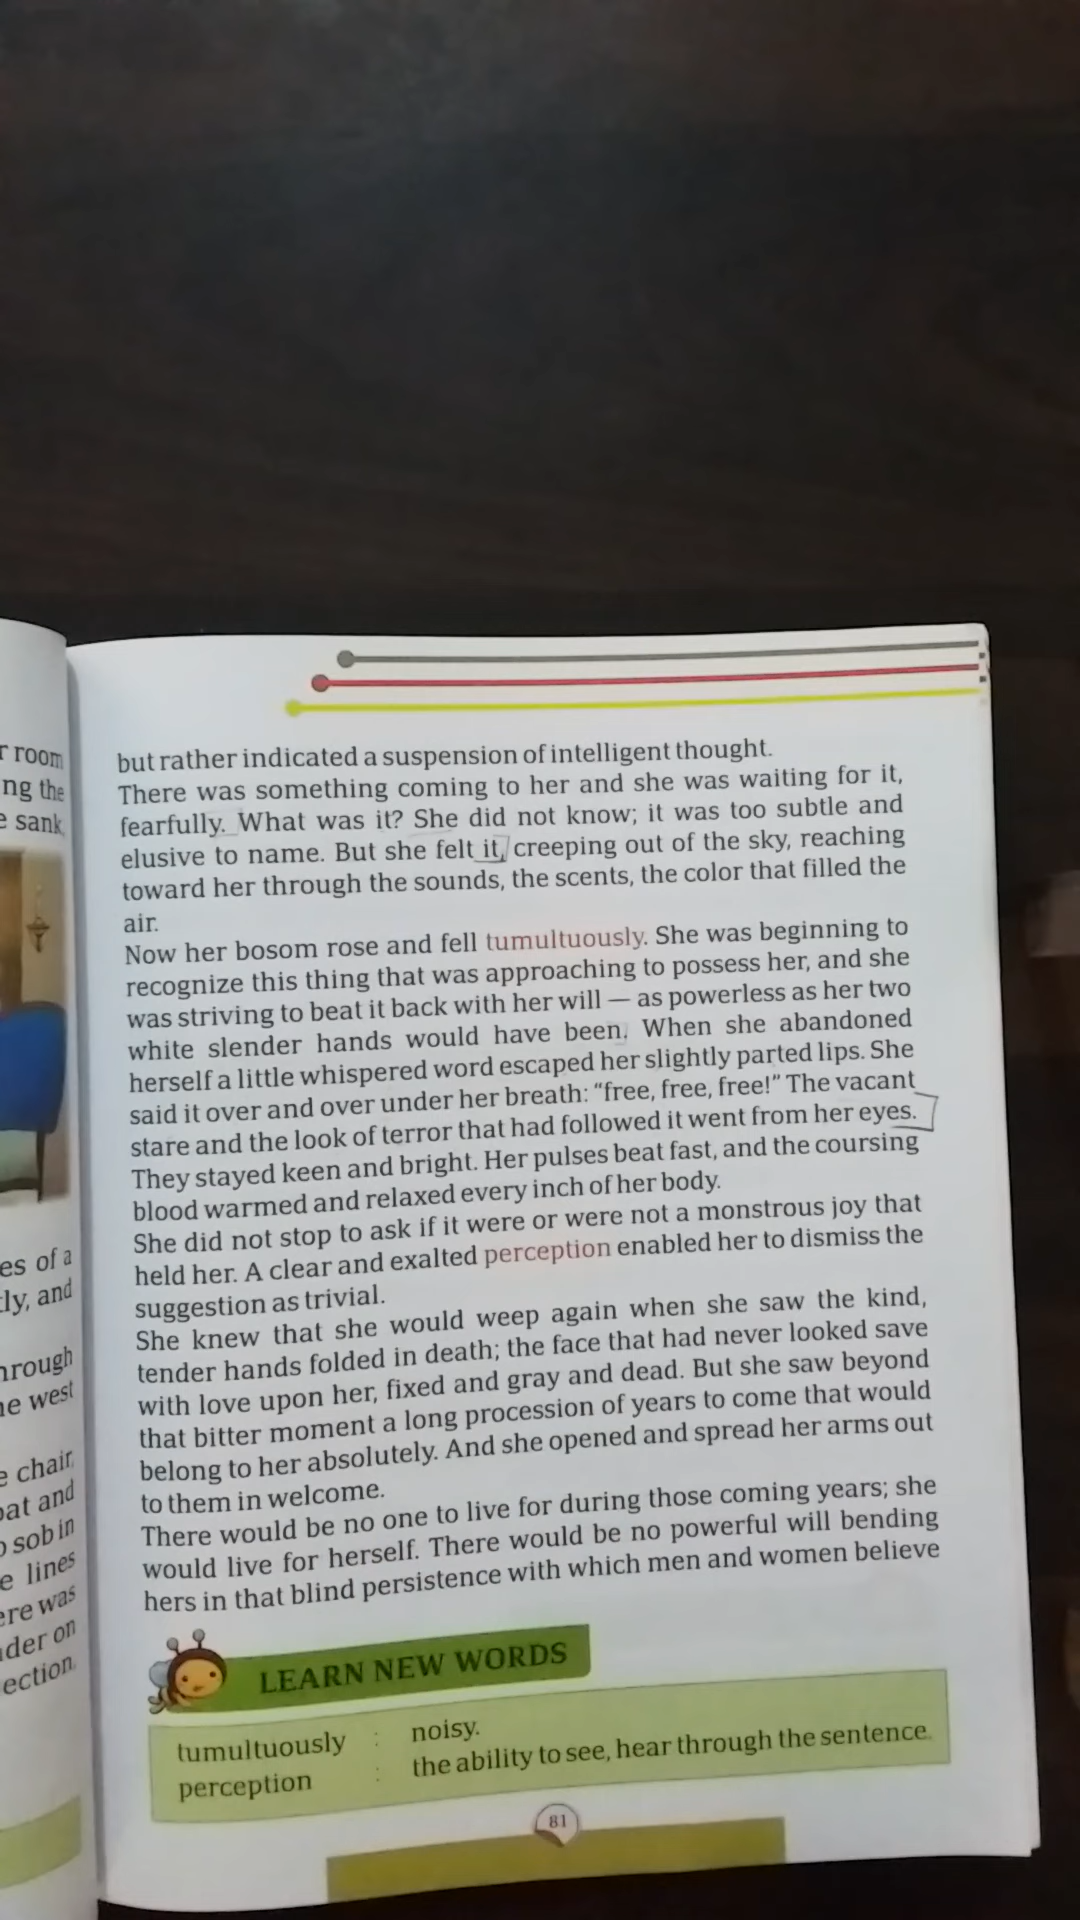 r room
ng the
e sank
es of a
tly, and
hrough
he west
e chair,
oat and
o sob in
e lines
ere was
nder on
ection.
but rather indicated a suspension of intelligent thought.
There was something coming to her and she was waiting for it,
fearfully. What was it? She did not know; it was too subtle and
elusive to name. But she felt it, creeping out of the sky, reaching
toward her through the sounds, the scents, the color that filled the
air.
Now her bosom rose and fell tumultuously. She was beginning to
recognize this thing that was approaching to possess her, and she
was striving to beat it back with her will — as powerless as her two
white slender hands would have been. When she abandoned
herself a little whispered word escaped her slightly parted lips. She
said it over and over under her breath: “free, free, free!” The vacant
stare and the look of terror that had followed it went from her eyes.
They stayed keen and bright. Her pulses beat fast, and the coursing
blood warmed and relaxed every inch of her body.
She did not stop to ask if it were or were not a monstrous joy that
held her. A clear and exalted perception enabled her to dismiss the
suggestion as trivial.
She knew that she would weep again when she saw the kind,
tender hands folded in death; the face that had never looked save
with love upon her, fixed and gray and dead. But she saw beyond
that bitter moment a long procession of years to come that would
belong to her absolutely. And she opened and spread her arms out
to them in welcome.
There would be no one to live for during those coming years; she
would live for herself. There would be no powerful will bending
hers in that blind persistence with which men and women believe
LEARN NEW WORDS
tumultuously : noisy.
perception : the ability to see, hear through the sentence.
81